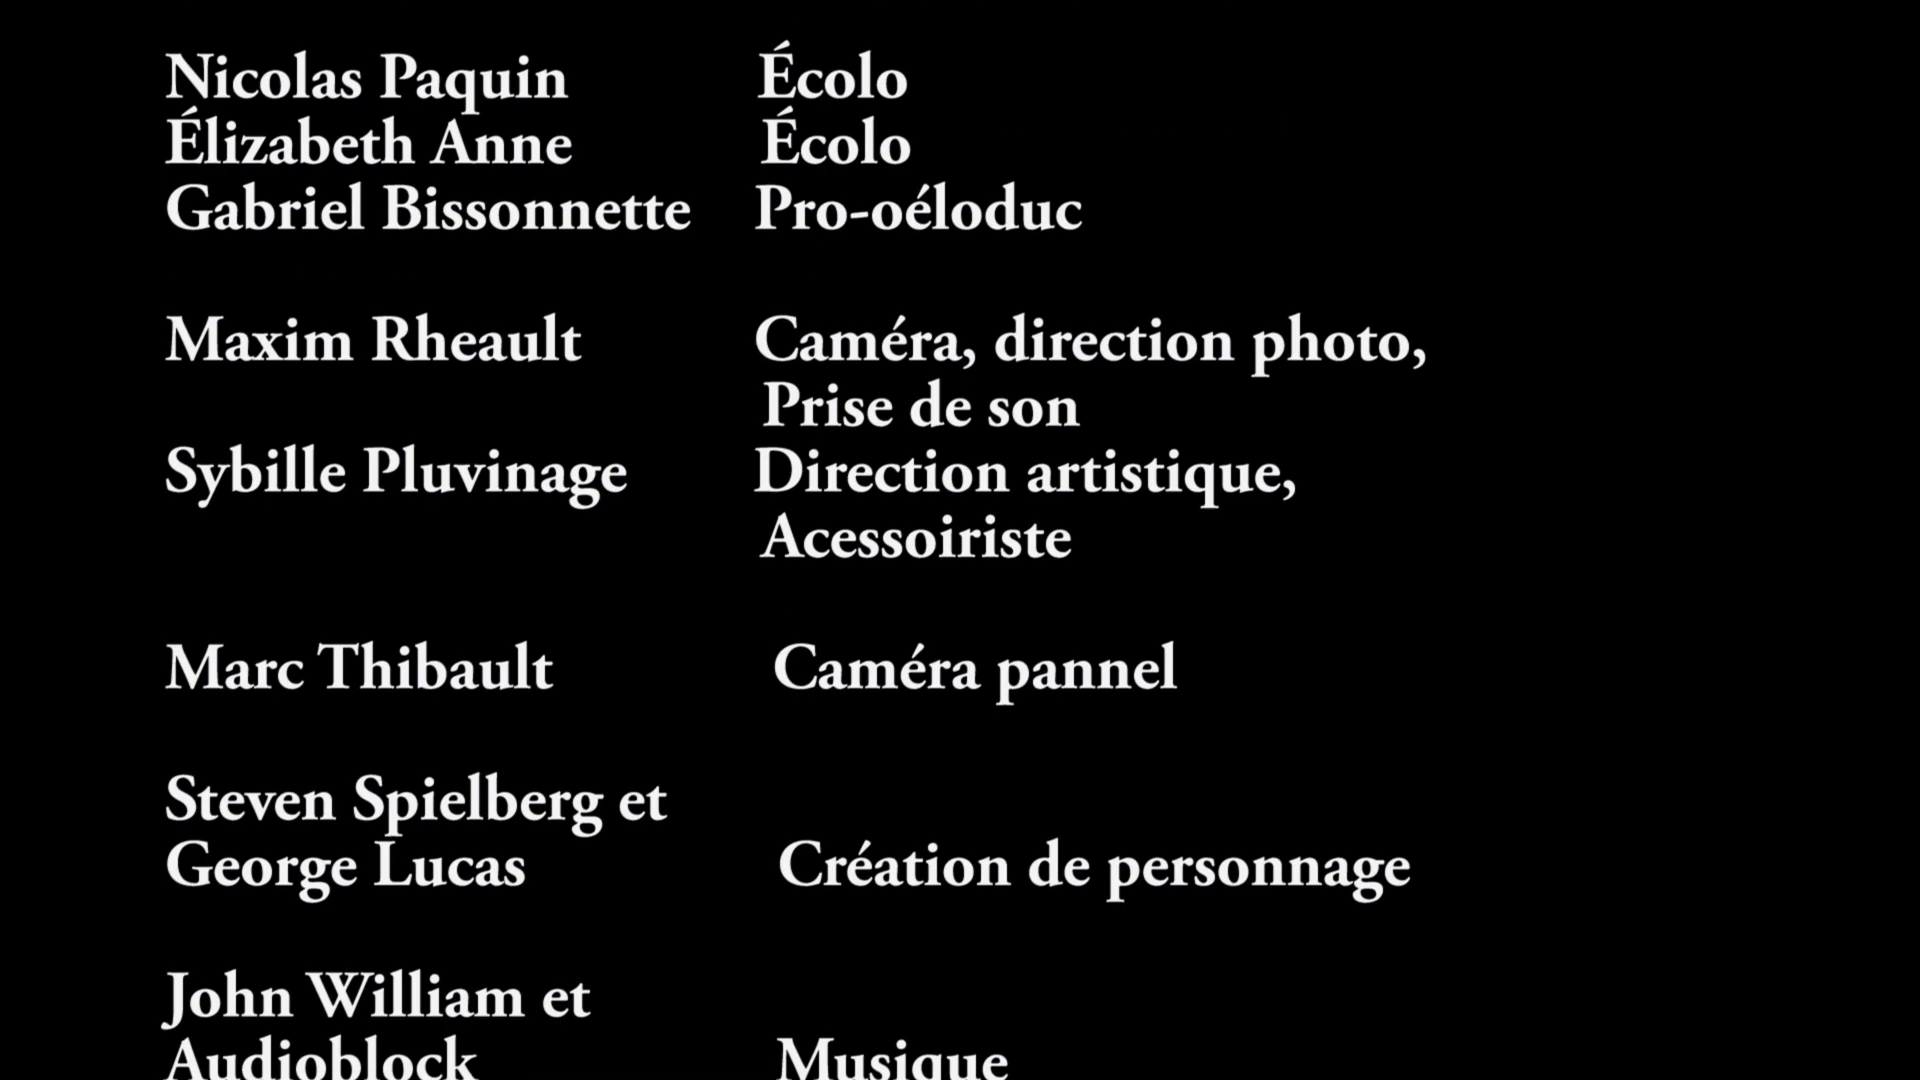 Nicolas Paquin Écolo
Élizabeth Anne Écolo
Gabriel Bissonnette Pro-oéloduc
Maxim Rheault Caméra, direction photo,
Prise de son
Sybille Pluvinage Direction artistique,
Acessoiriste
Marc Thibault Caméra pannel
Steven Spielberg et
George Lucas Création de personnage
John William et
Audioblock Musique